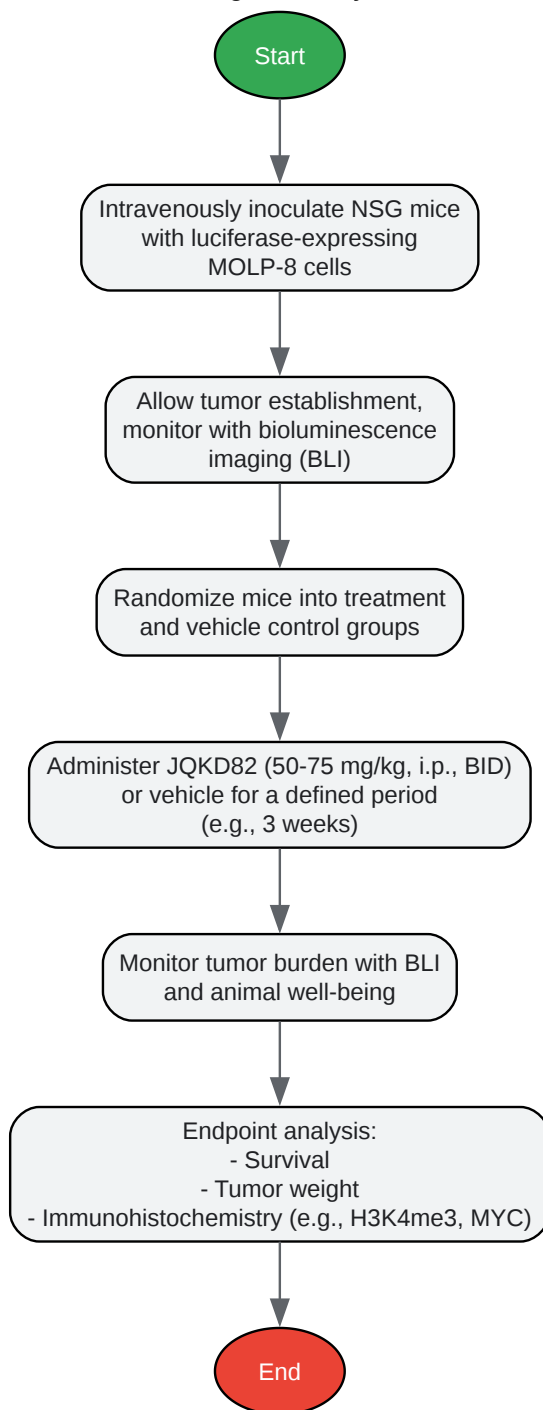 Start
Intravenously inoculate NSG mice
with luciferase-expressing
MOLP-8 cells
Allow tumor establishment,
monitor with bioluminescence
imaging (BLI)
Randomize mice into treatment
and vehicle control groups
Administer JQKD82 (50-75 mg/kg, i.p., BID)
or vehicle for a defined period
(e.g., 3 weeks)
Monitor tumor burden with BLI
and animal well-being
Endpoint analysis:
- Survival
- Tumor weight
- Immunohistochemistry (e.g., H3K4me3, MYC)
End